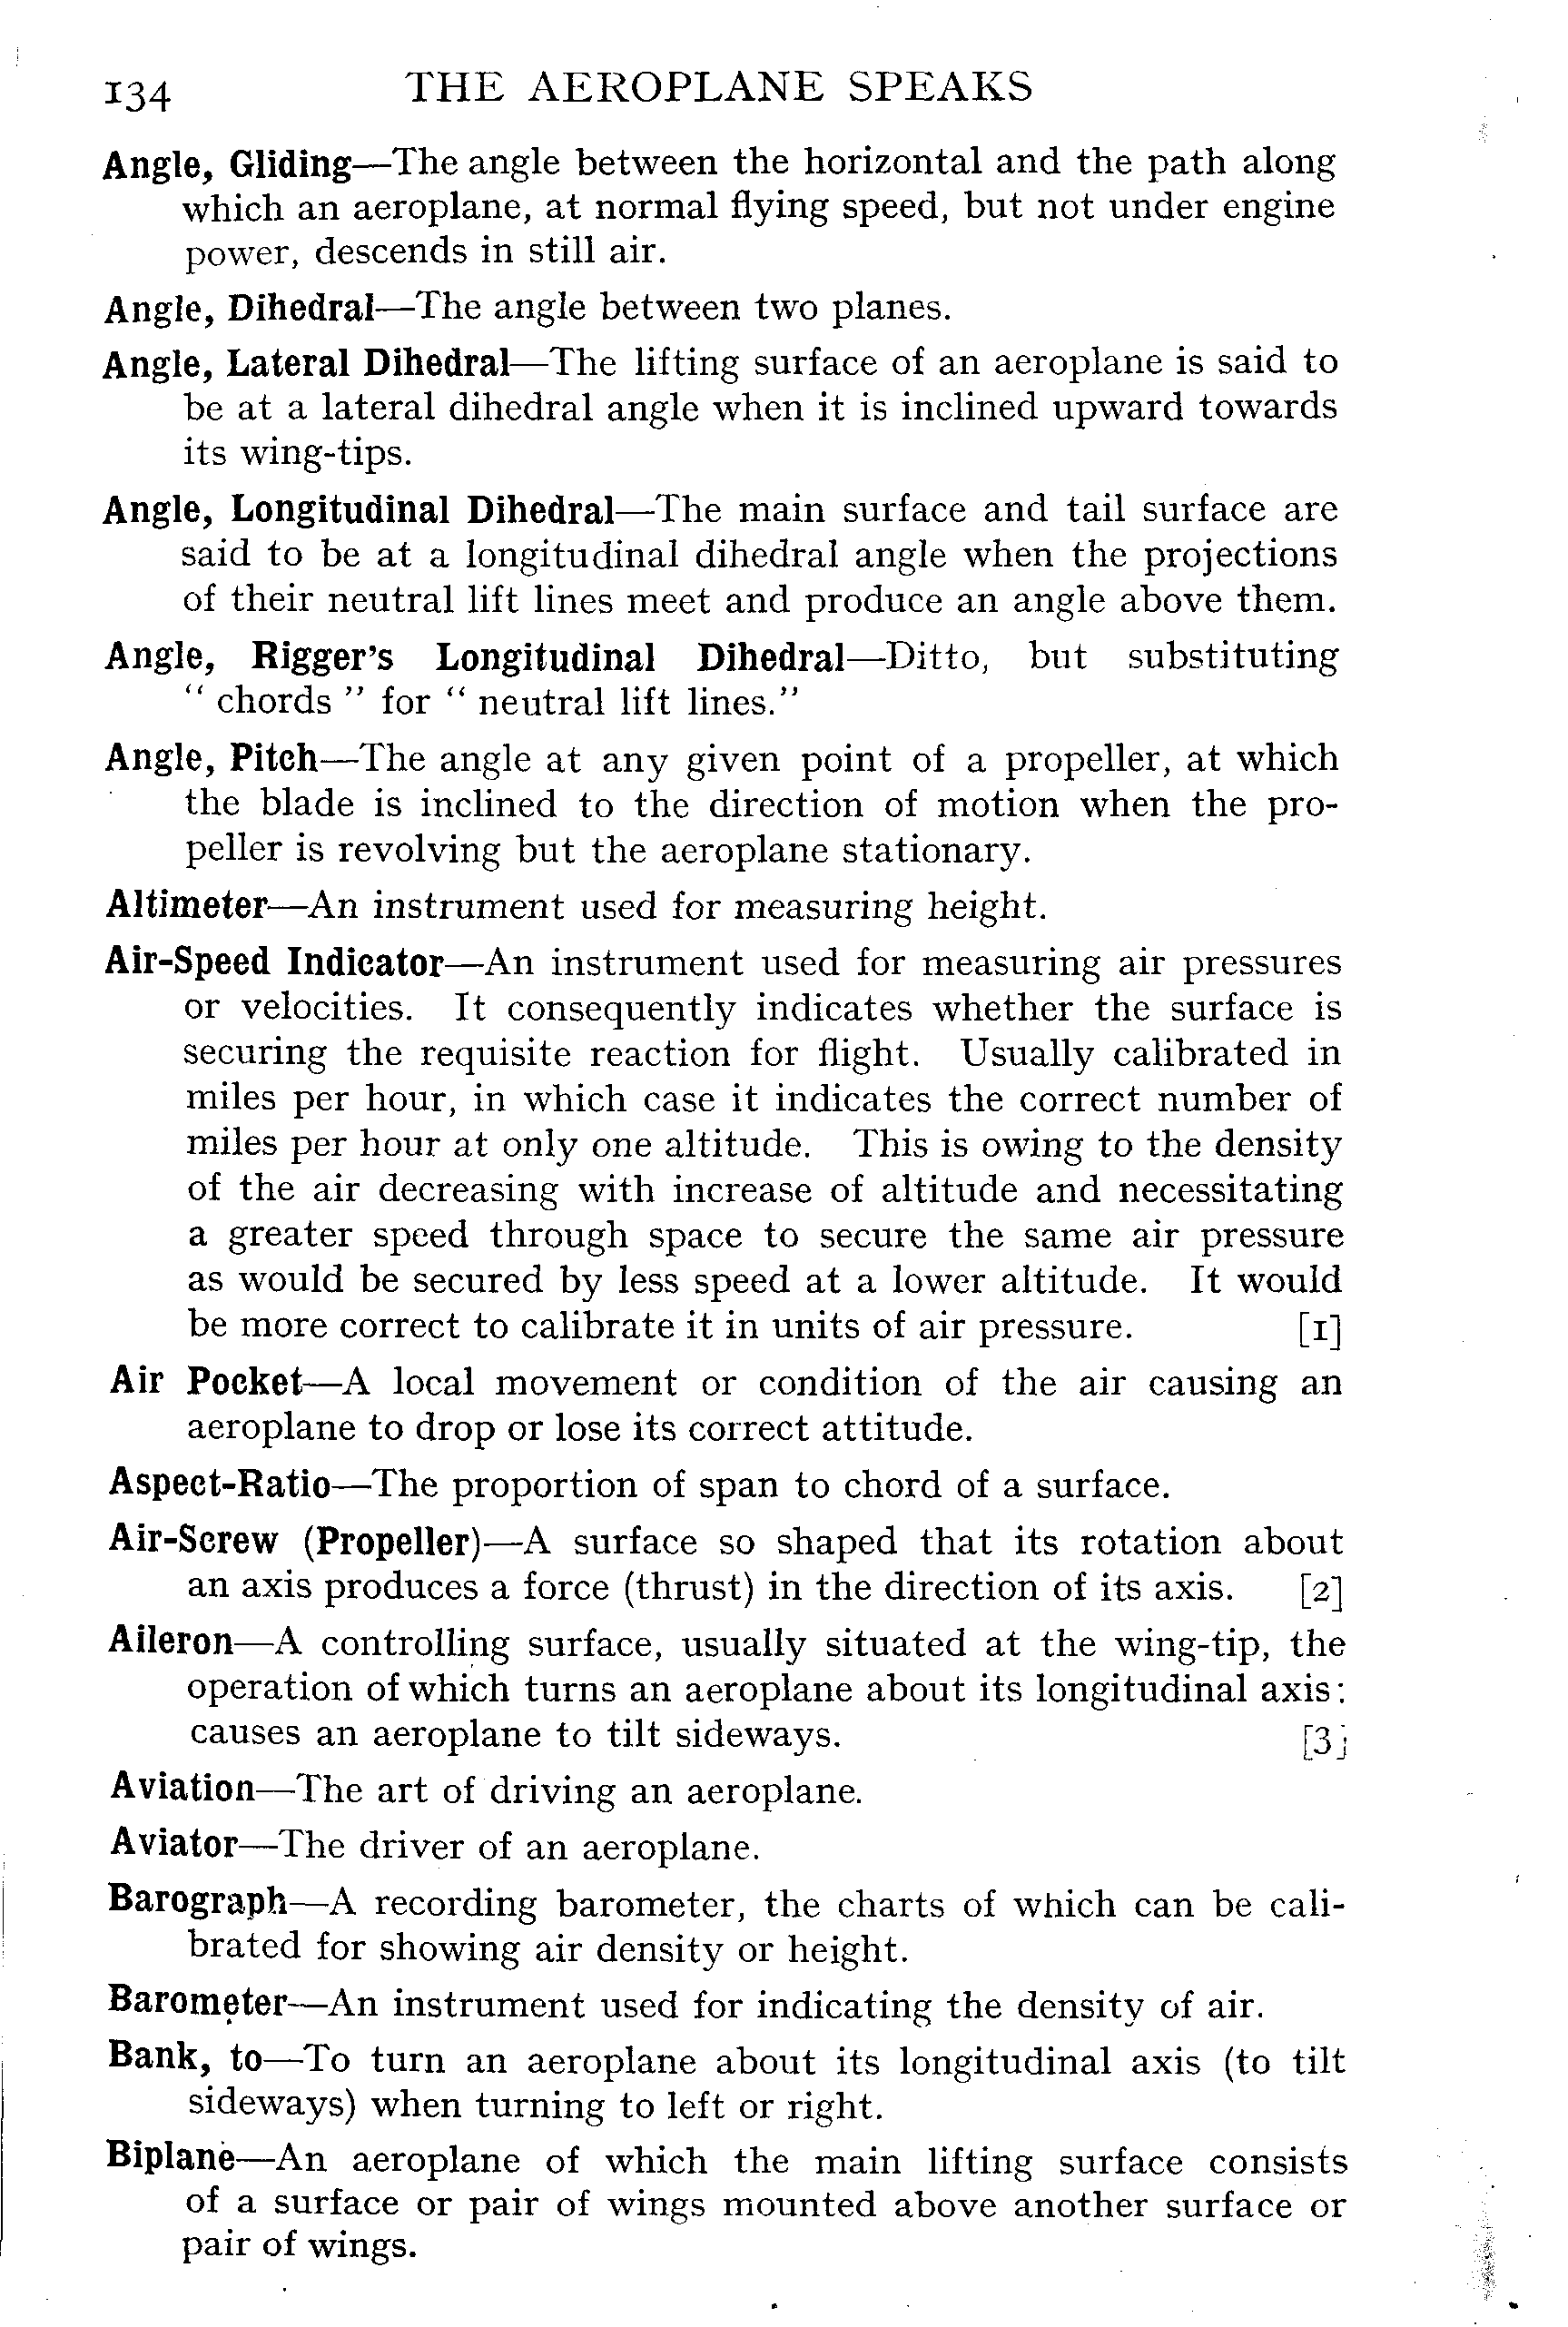 134 THE AEROPLANE SPEAKS
Angle, Gliding—The angle between the horizontal and the path along
which an aeroplane, at normal flying speed, but not under engine
power, descends in still air.
Angle, Dihedral—The angle between two planes.
Angle, Lateral Dihedral—The lifting surface of an aeroplane is said to
be at a lateral dihedral angle when it is inclined upward towards
its wing-tips.
Angle, Longitudinal Dihedral—The main surface and tail surface are
said to be at a longitudinal dihedral angle when the projections
of their neutral lift lines meet and produce an angle above them.
Angle, Rigger's Longitudinal Dihedral—Ditto, but substituting
“ chords ” for “ neutral lift lines.”
Angle, Pitch—The angle at any given point of a propeller, at which
the blade is inclined to the direction of motion when the pro-
peller is revolving but the aeroplane stationary.
Altimeter—An instrument used for measuring height.
Air-Speed Indicator—An instrument used for measuring air pressures
or velocities. It consequently indicates whether the surface is
securing the requisite reaction for flight. Usually calibrated in
miles per hour, in which case it indicates the correct number of
miles per hour at only one altitude. This is owing to the density
of the air decreasing with increase of altitude and necessitating
a greater speed through space to secure the same air pressure
as would be secured by less speed at a lower altitude. It would
be more correct to calibrate it in units of air pressure. [1]
Air Pocket—A local movement or condition of the air causing an
aeroplane to drop or lose its correct attitude.
Aspect-Ratio—The proportion of span to chord of a surface.
Air-Screw (Propeller)—A surface so shaped that its rotation about
an axis produces a force (thrust) in the direction of its axis. [2]
Aileron—A controlling surface, usually situated at the wing-tip, the
operation of which turns an aeroplane about its longitudinal axis:
causes an aeroplane to tilt sideways. [3]
Aviation—The art of driving an aeroplane.
Aviator—The driver of an aeroplane.
Barograph—A recording barometer, the charts of which can be cali-
brated for showing air density or height.
Barometer—An instrument used for indicating the density of air.
Bank, to—To turn an aeroplane about its longitudinal axis (to tilt
sideways) when turning to left or right.
Biplane—An aeroplane of which the main lifting surface consists
of a surface or pair of wings mounted above another surface or
pair of wings.